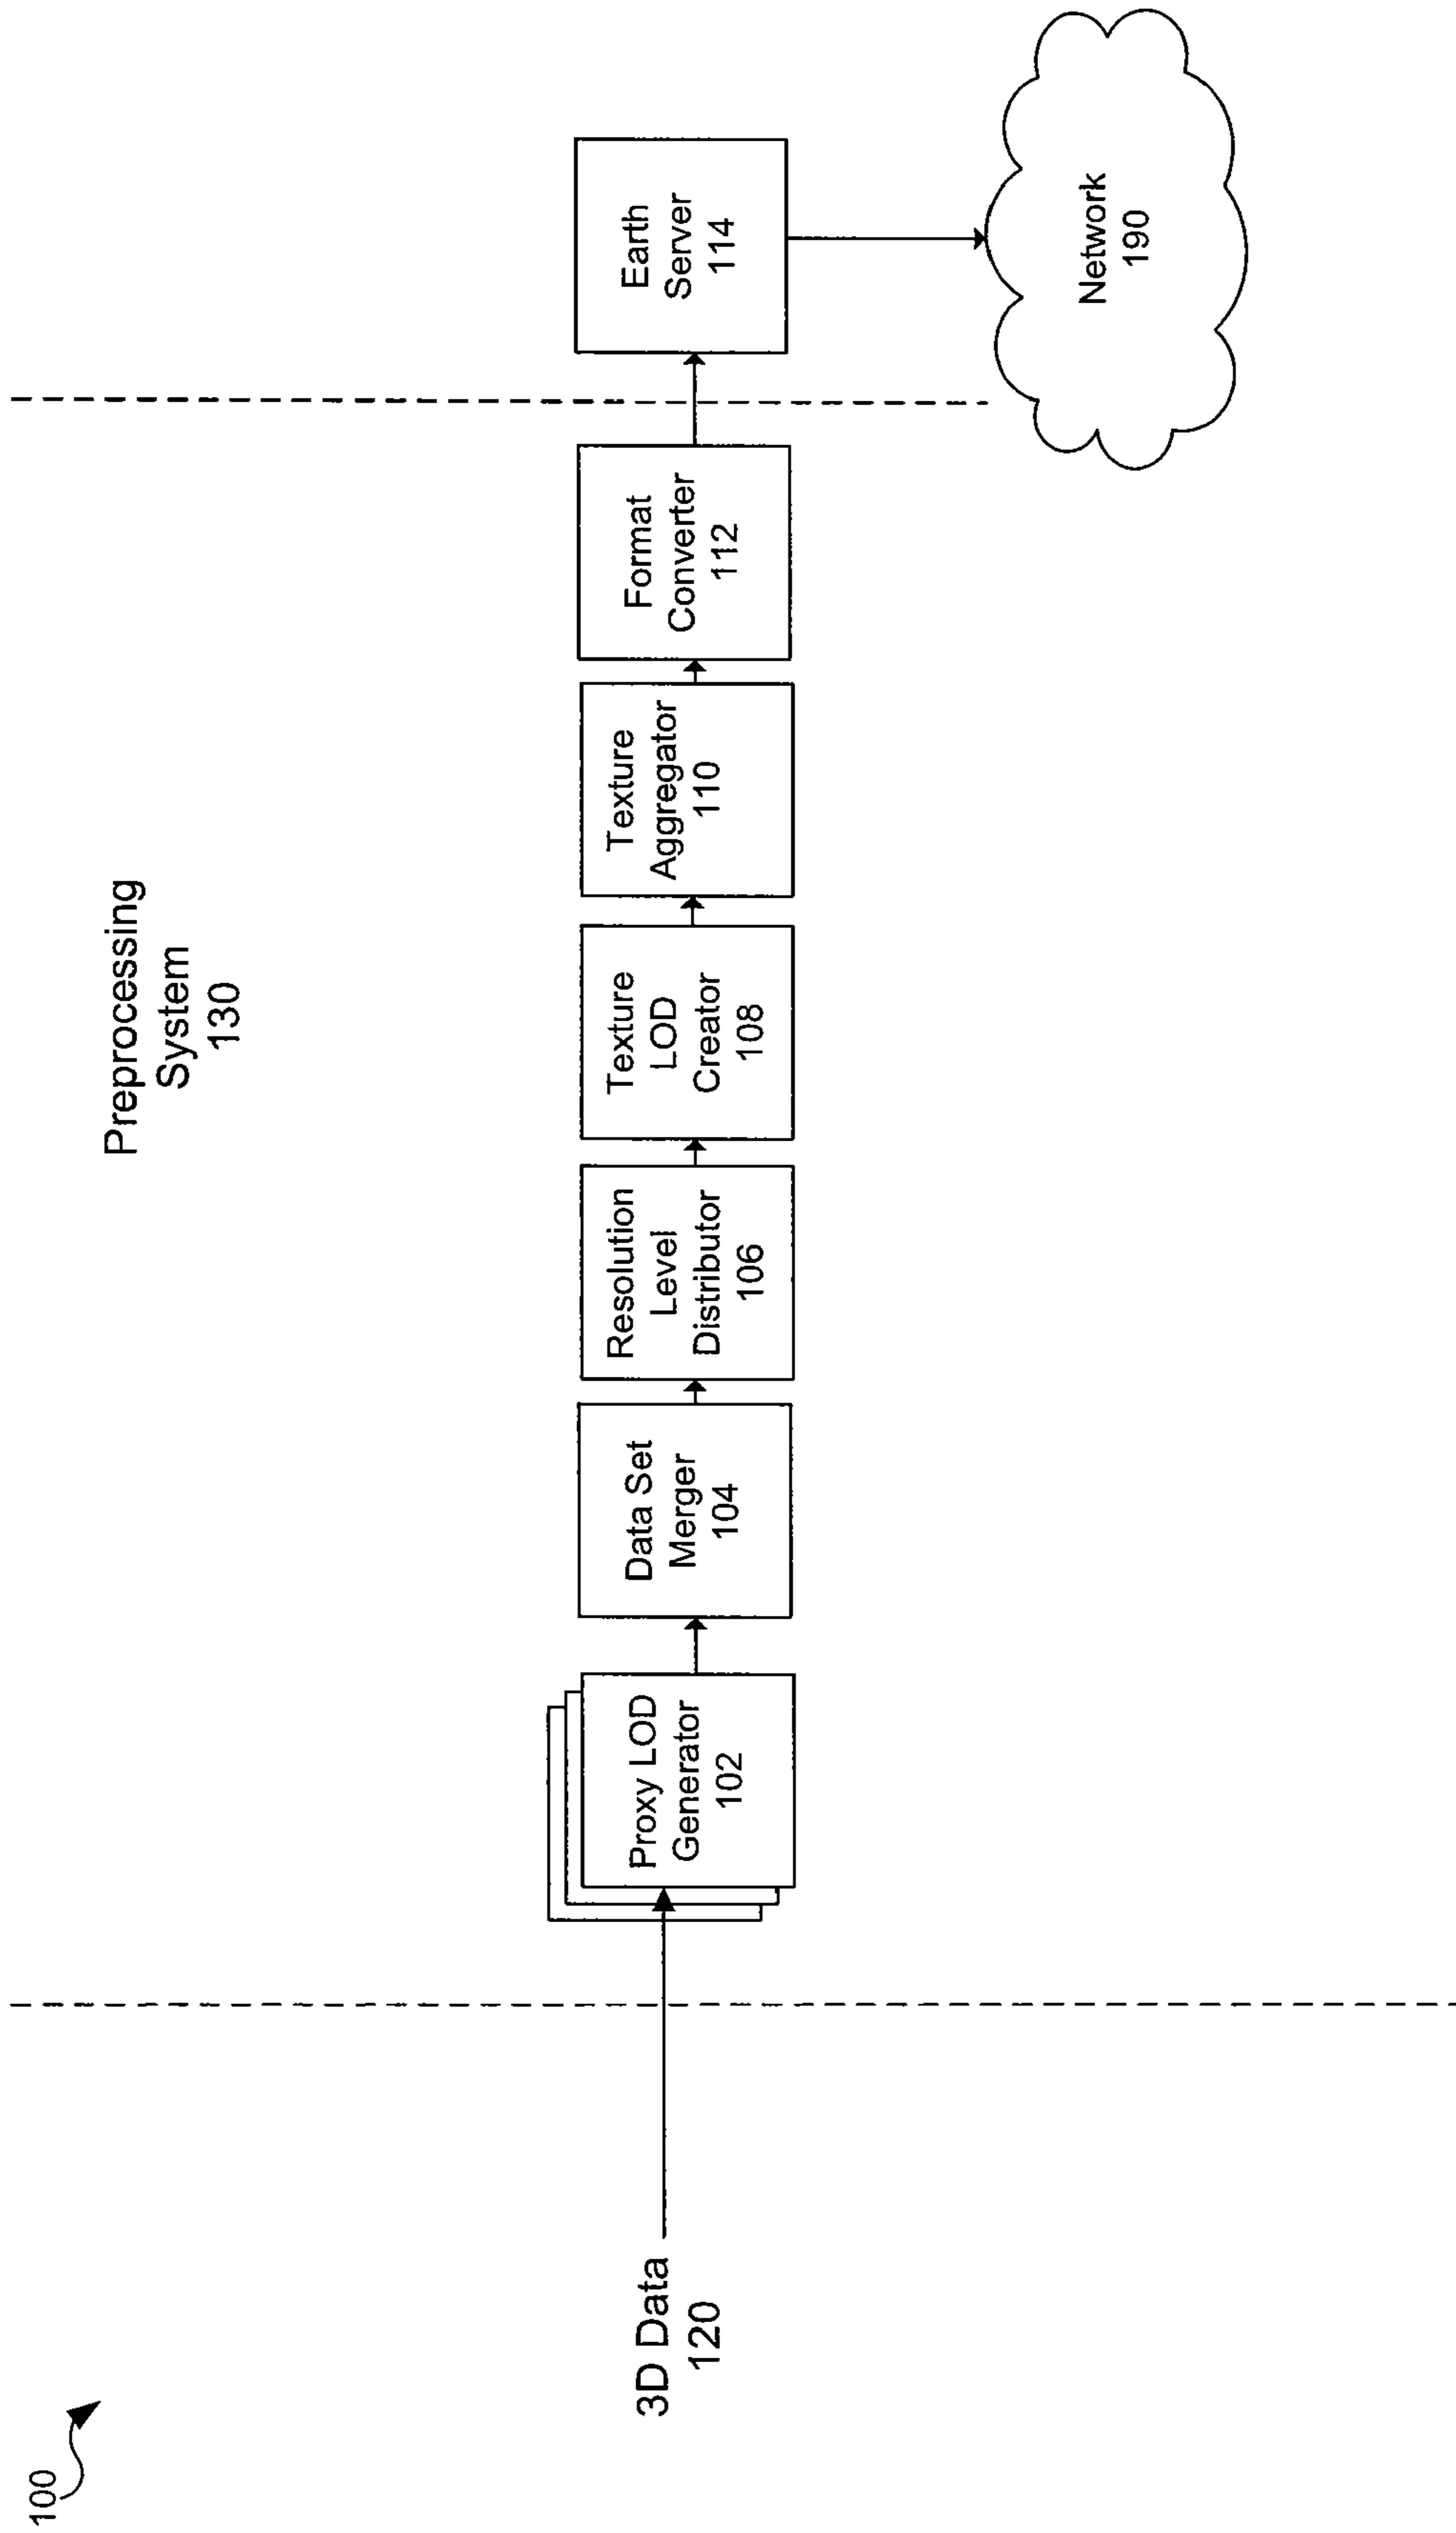 100
Preprocessing
System
130
3D Data
120
Proxy LOD
Generator
102
Data Set
Merger
104
Resolution
Level
Distributor
106
Texture
LOD
Creator
108
Texture
Aggregator
110
Format
Converter
112
Earth
Server
114
Network
190